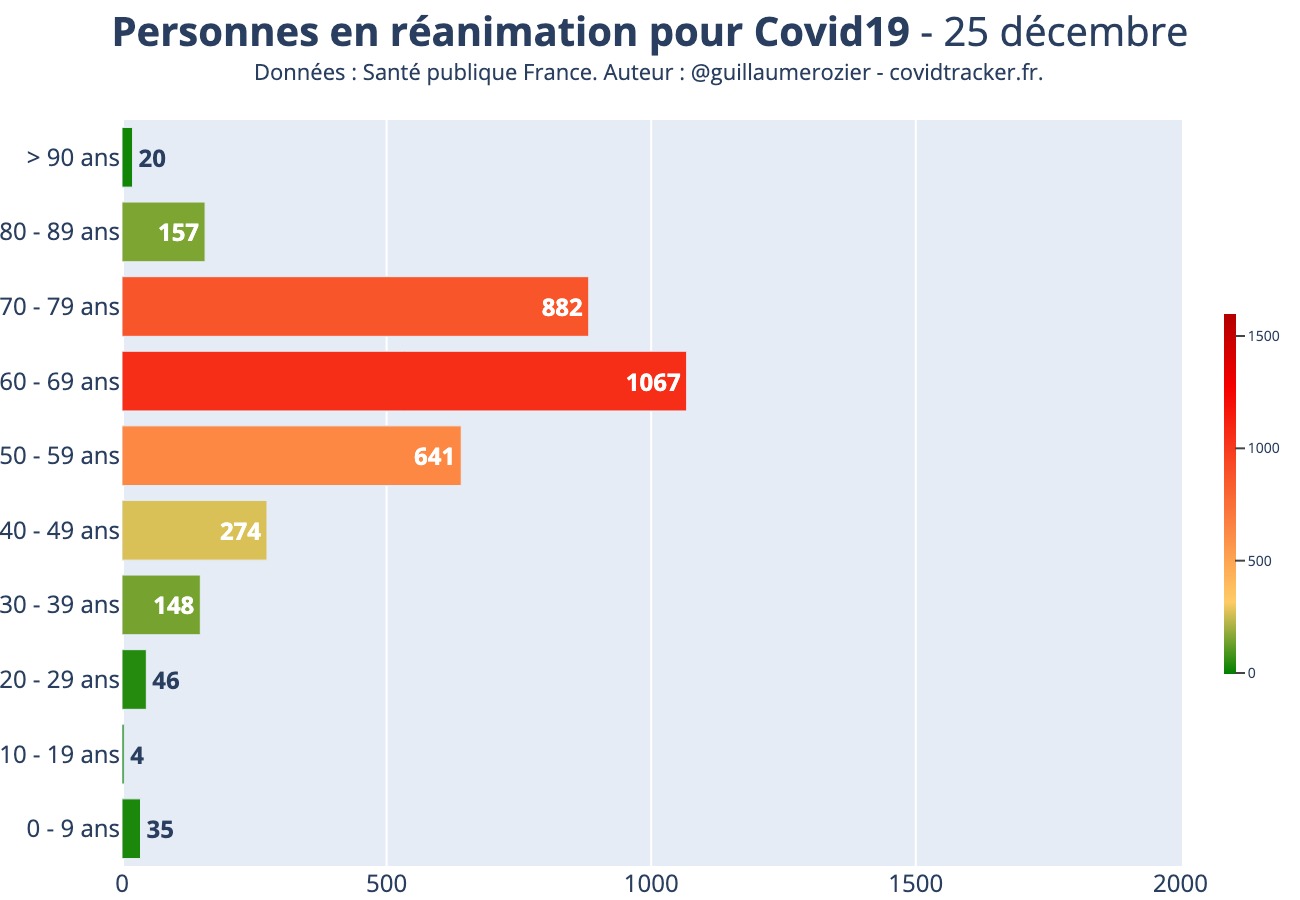 Personnes en réanimation pour Covid19 - 25 décembre
Données : Santé publique France. Auteur : @guillaumerozier - covidtracker.fr.
> 90 ans 20
80 - 89 ans 157
70 - 79 ans 882
60 - 69 ans 1067
50 - 59 ans 641
40 - 49 ans 274
30 - 39 ans 148
20 - 29 ans 46
10 - 19 ans 4
0 - 9 ans 35
0 500 1000 1500 2000
1500
1000
500
0